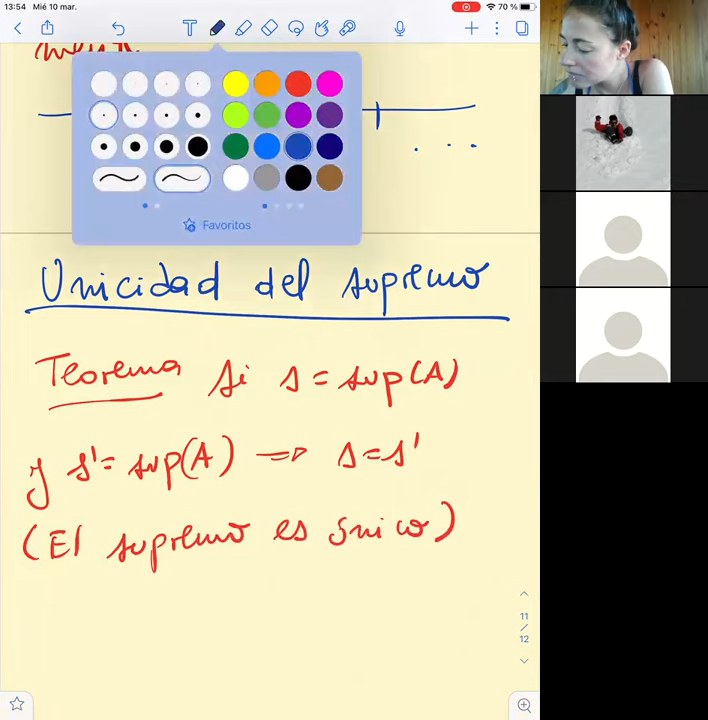 13:54 Mié 10 mar.
70 %
T
menor.
...
Favoritos
Unicidad del supremo
Teorema Si s = sup(A)
y s' = sup(A) ⇒ s = s'
(El supremo es único)
11
/
12